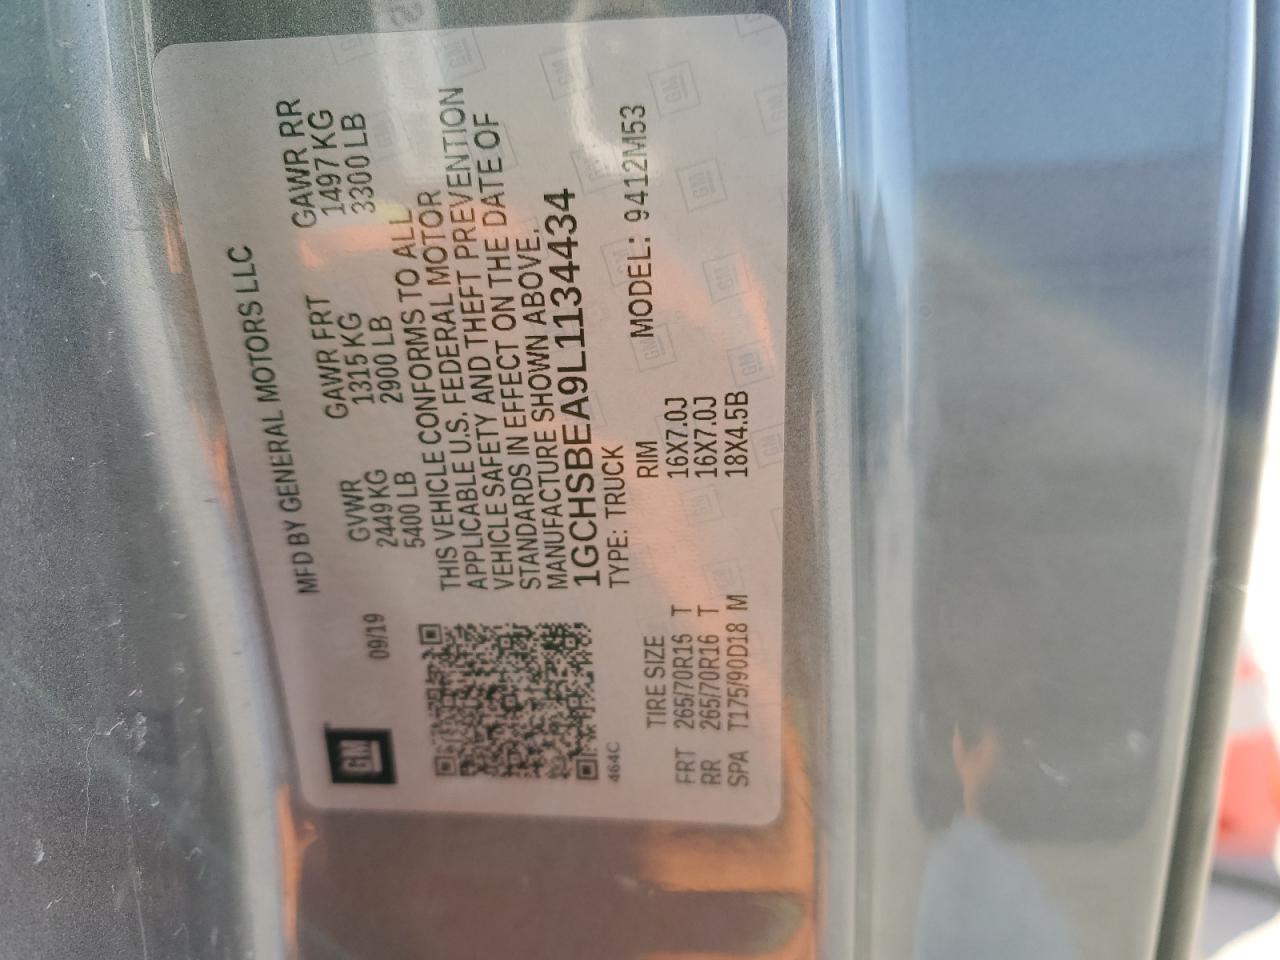 GM
MFD BY GENERAL MOTORS LLC
09/19
GVWR GAWR FRT GAWR RR
2449 KG 1315 KG 1497 KG
5400 LB 2900 LB 3300 LB
THIS VEHICLE CONFORMS TO ALL
APPLICABLE U.S. FEDERAL MOTOR
VEHICLE SAFETY AND THEFT PREVENTION
STANDARDS IN EFFECT ON THE DATE OF
MANUFACTURE SHOWN ABOVE.
1GCHSBEA9L1134434
464C
TYPE: TRUCK MODEL: 9412M53
TIRE SIZE RIM
FRT 265/70R16 T 16X7.0J
RR 265/70R16 T 16X7.0J
SPA T175/90D18 M 18X4.5B